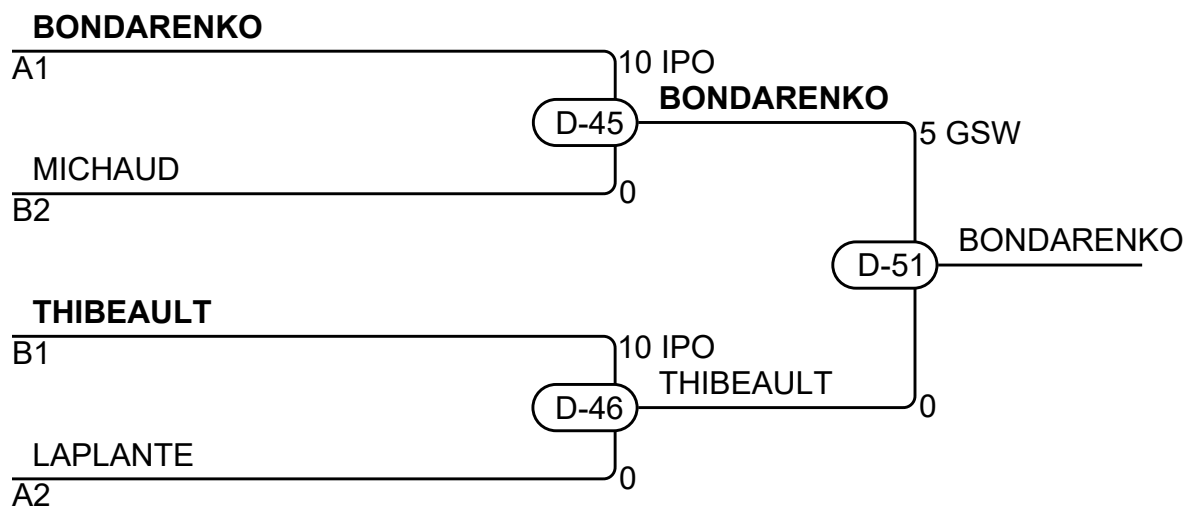 BONDARENKO
A1
10 IPO
BONDARENKO
D-45
5 GSW
MICHAUD
B2
0
BONDARENKO
D-51
THIBEAULT
B1
10 IPO
THIBEAULT
D-46
0
LAPLANTE
A2
0